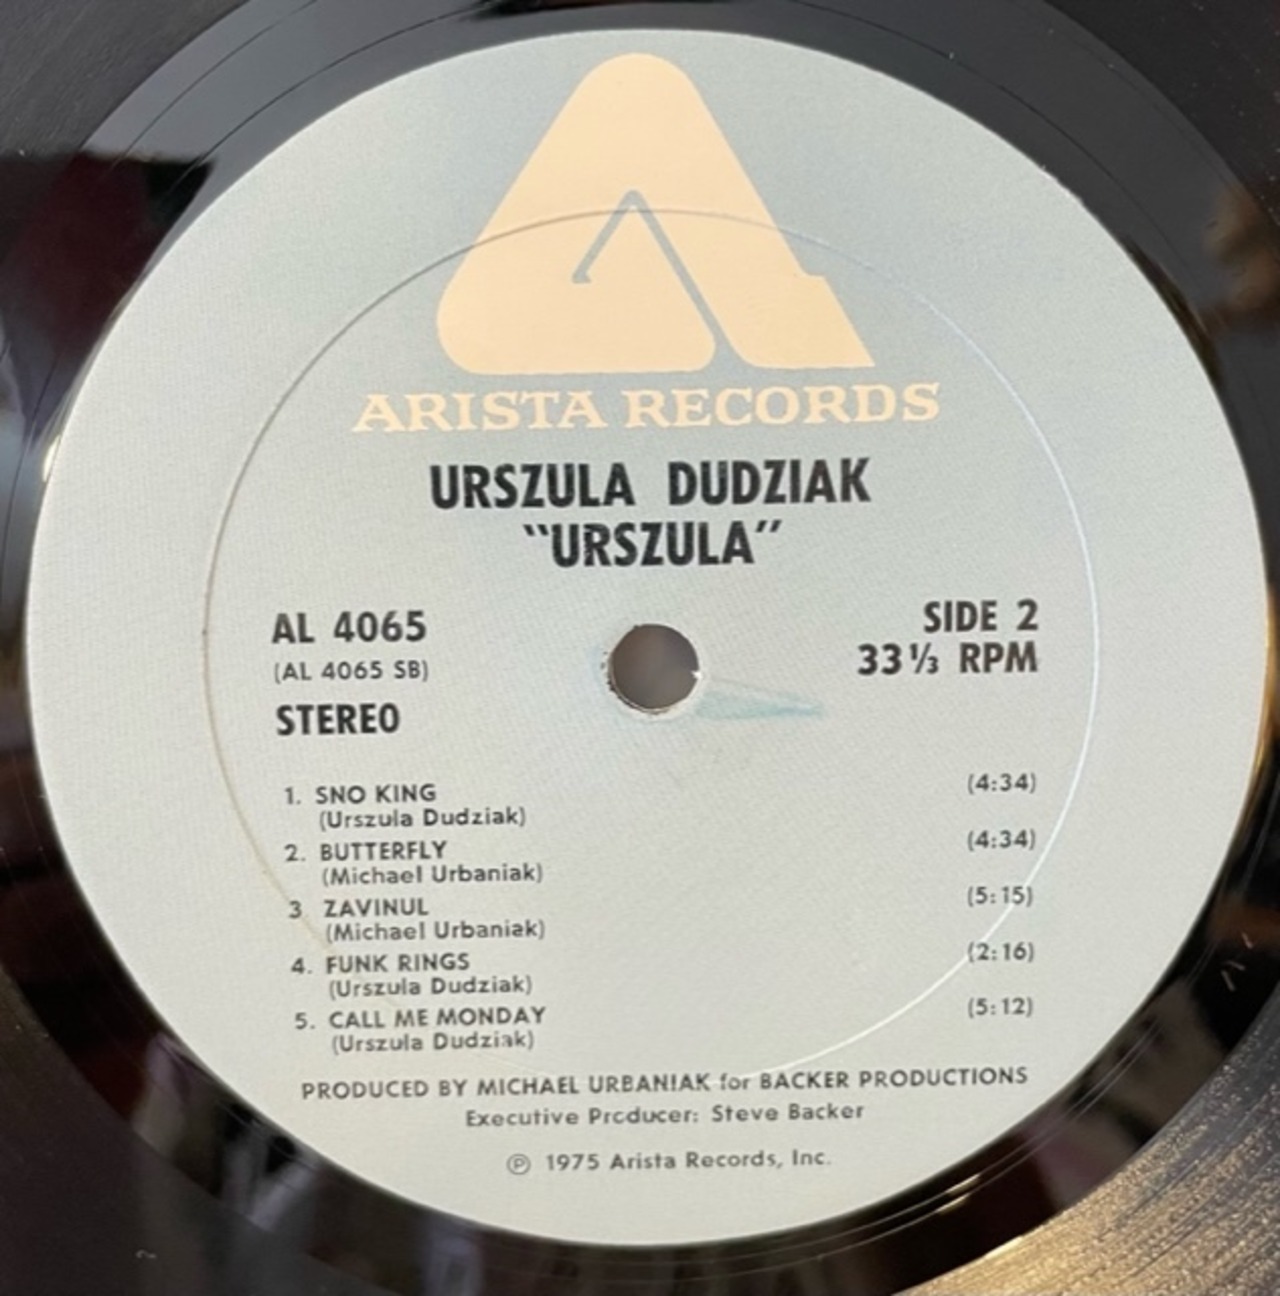 ARISTA RECORDS
URSZULA DUDZIAK
"URSZULA"
AL 4065
(AL 4065 SB)
STEREO
SIDE 2
33 1/3 RPM
1. SNO KING (4:34)
(Urszula Dudziak)
2. BUTTERFLY (4:34)
(Michael Urbaniak)
3 ZAVINUL (5:15)
(Michael Urbaniak)
4. FUNK RINGS (2:16)
(Urszula Dudziak)
5. CALL ME MONDAY (5:12)
(Urszula Dudziak)
PRODUCED BY MICHAEL URBANIAK for BACKER PRODUCTIONS
Executive Producer: Steve Backer
℗ 1975 Arista Records, Inc.